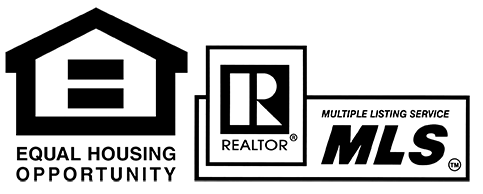 EQUAL HOUSING
OPPORTUNITY
R
REALTOR®
MULTIPLE LISTING SERVICE
MLS TM